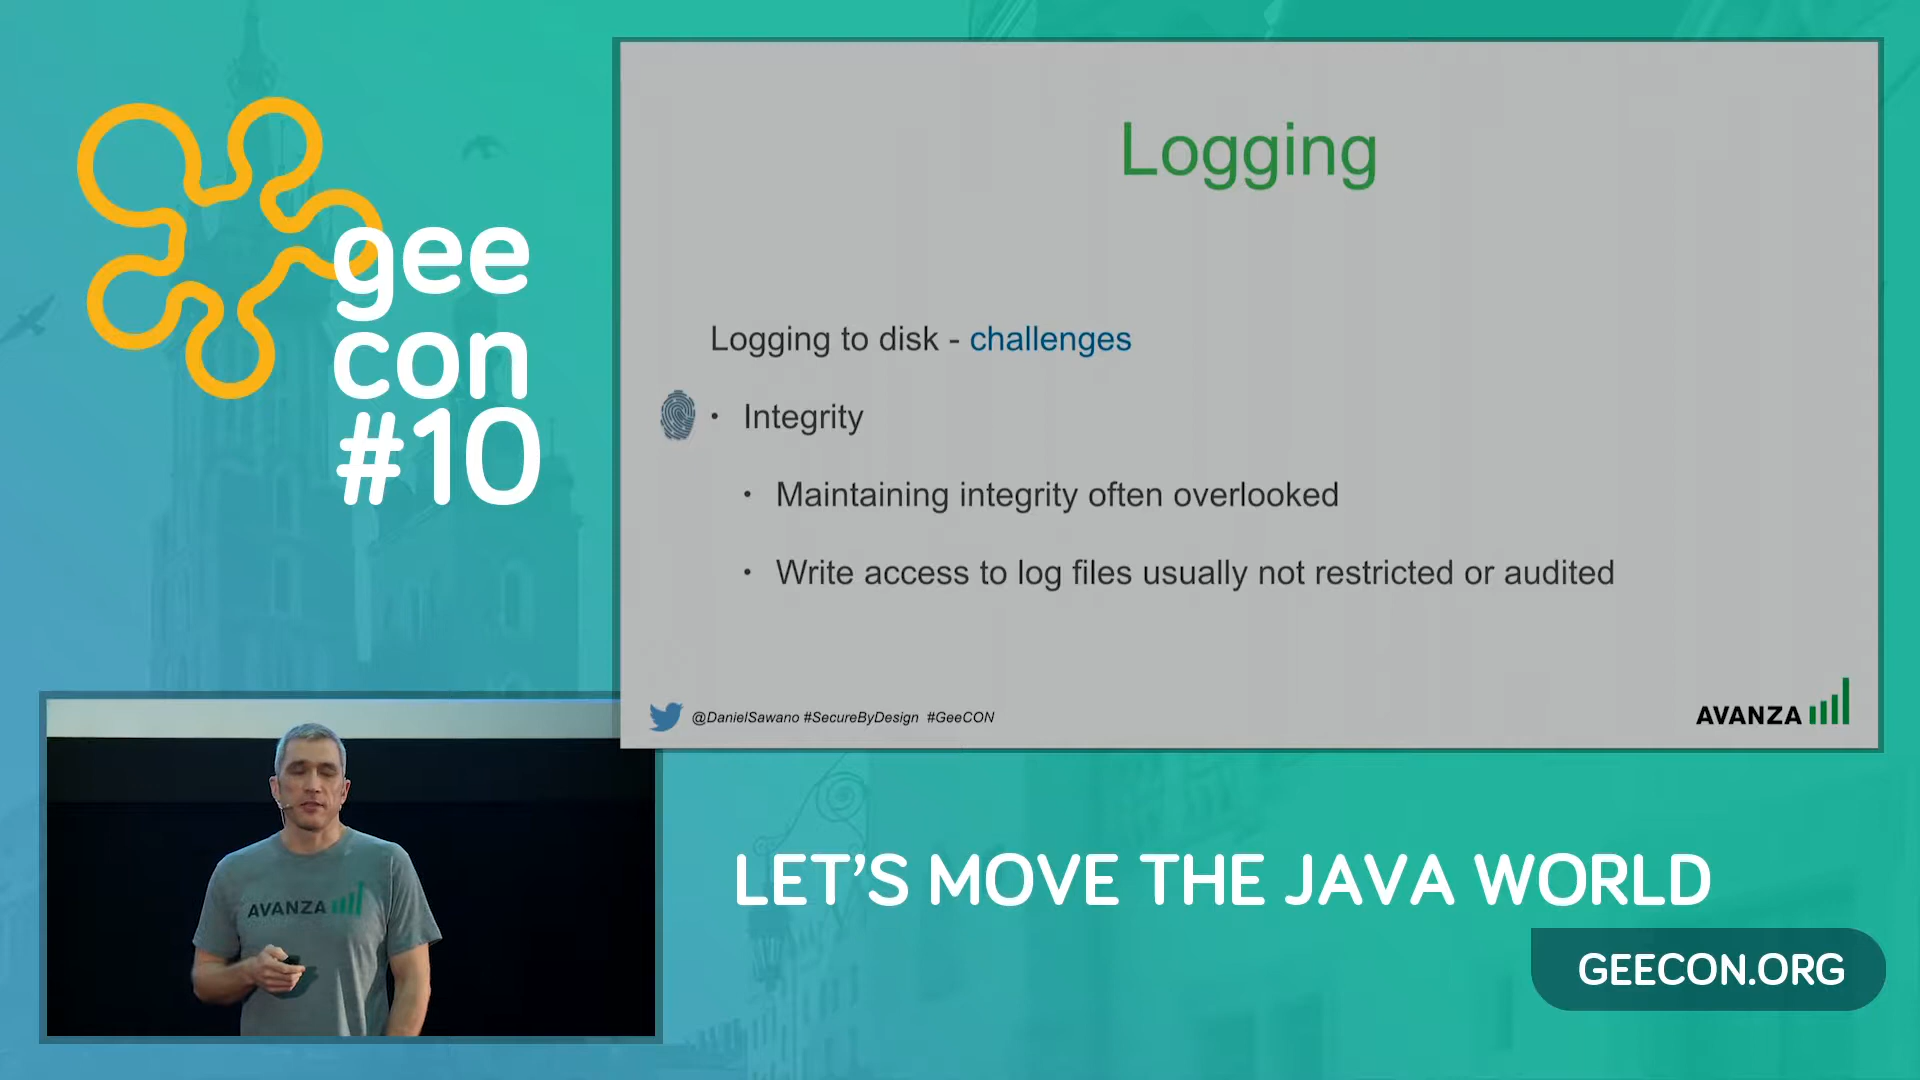 gee
con
#10
Logging
Logging to disk - challenges
• Integrity
• Maintaining integrity often overlooked
• Write access to log files usually not restricted or audited
@DanielSawano #SecureByDesign #GeeCON
AVANZA
AVANZA
LET'S MOVE THE JAVA WORLD
GEECON.ORG